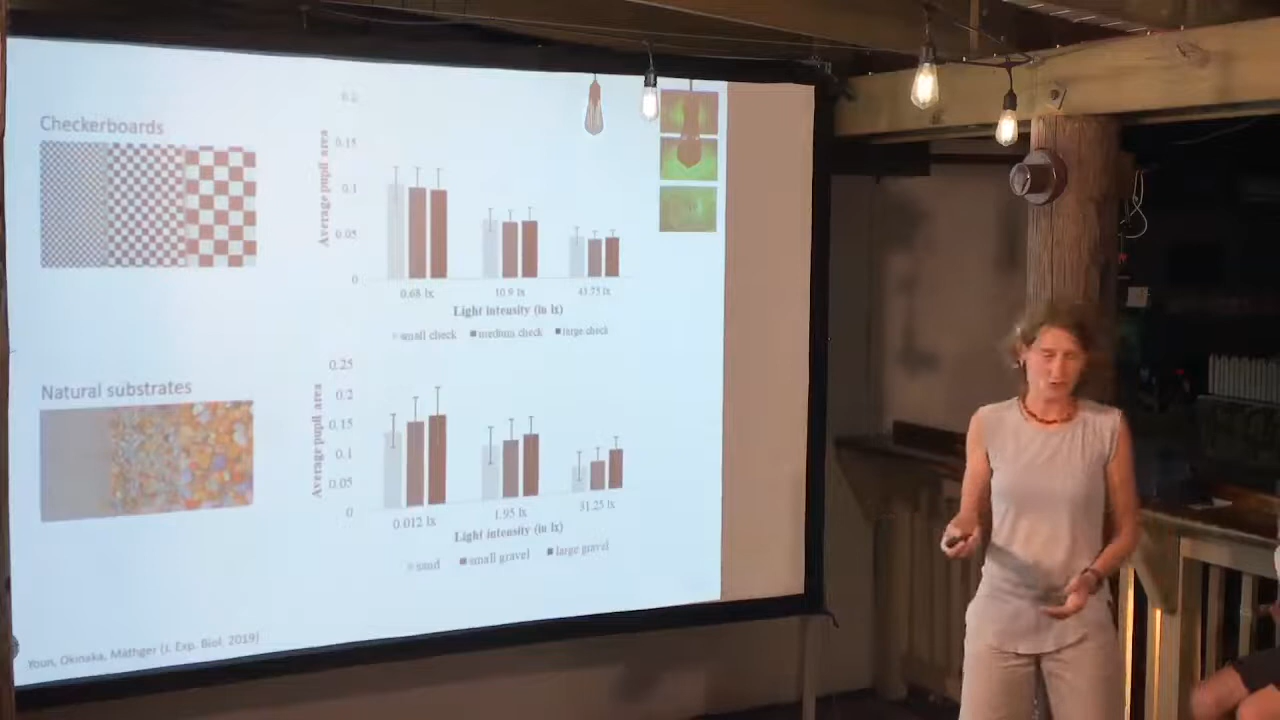 Checkerboards
Average pupil area
0.2
0.15
0.1
0.05
0
0.68 lx
10.9 lx
43.75 lx
Light intensity (in lx)
small check
medium check
large check
Natural substrates
Average pupil area
0.25
0.2
0.15
0.1
0.05
0
0.012 lx
1.95 lx
31.25 lx
Light intensity (in lx)
sand
small gravel
large gravel
Youn, Okinaka, Mäthger (J. Exp. Biol. 2019)